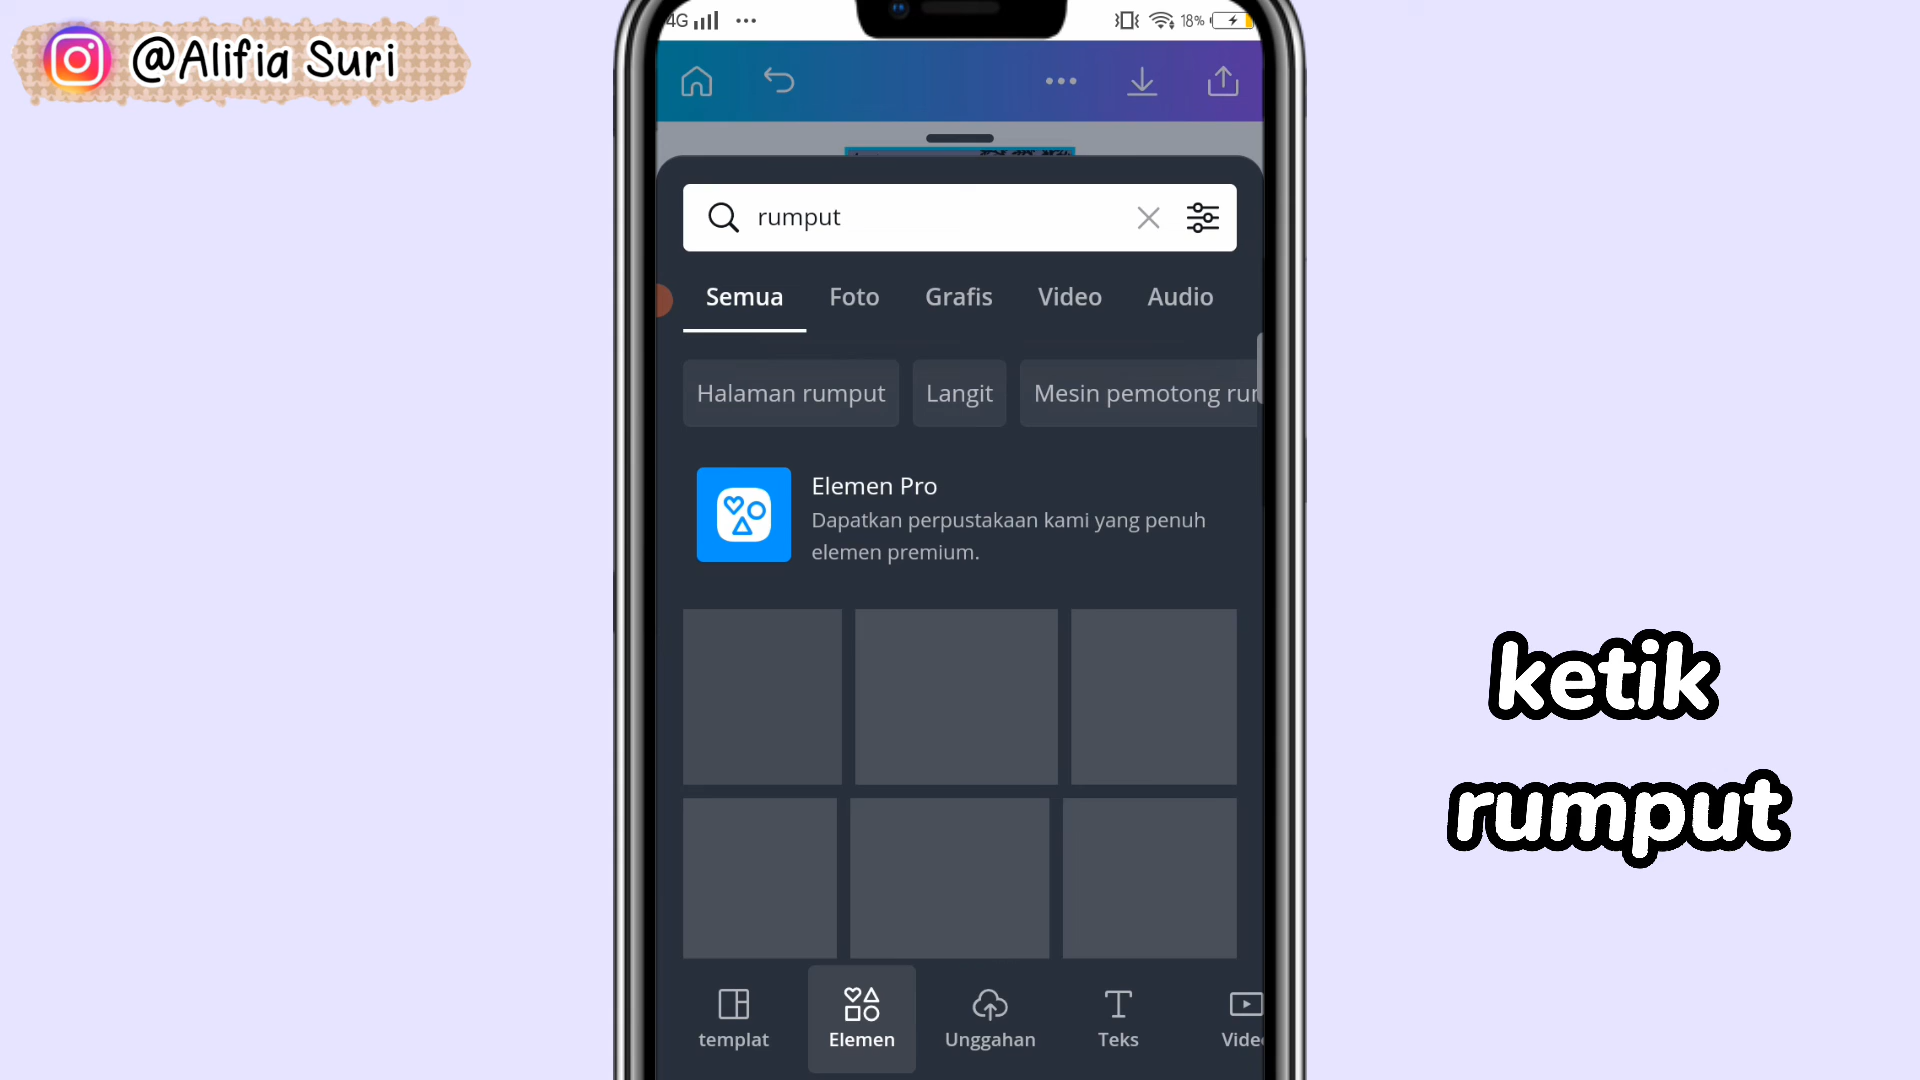 @Alifia Suri
4G
18%
rumput
Semua Foto Grafis Video Audio
Halaman rumput Langit Mesin pemotong rur
Elemen Pro
Dapatkan perpustakaan kami yang penuh
elemen premium.
ketik
rumput
templat Elemen Unggahan Teks Vide